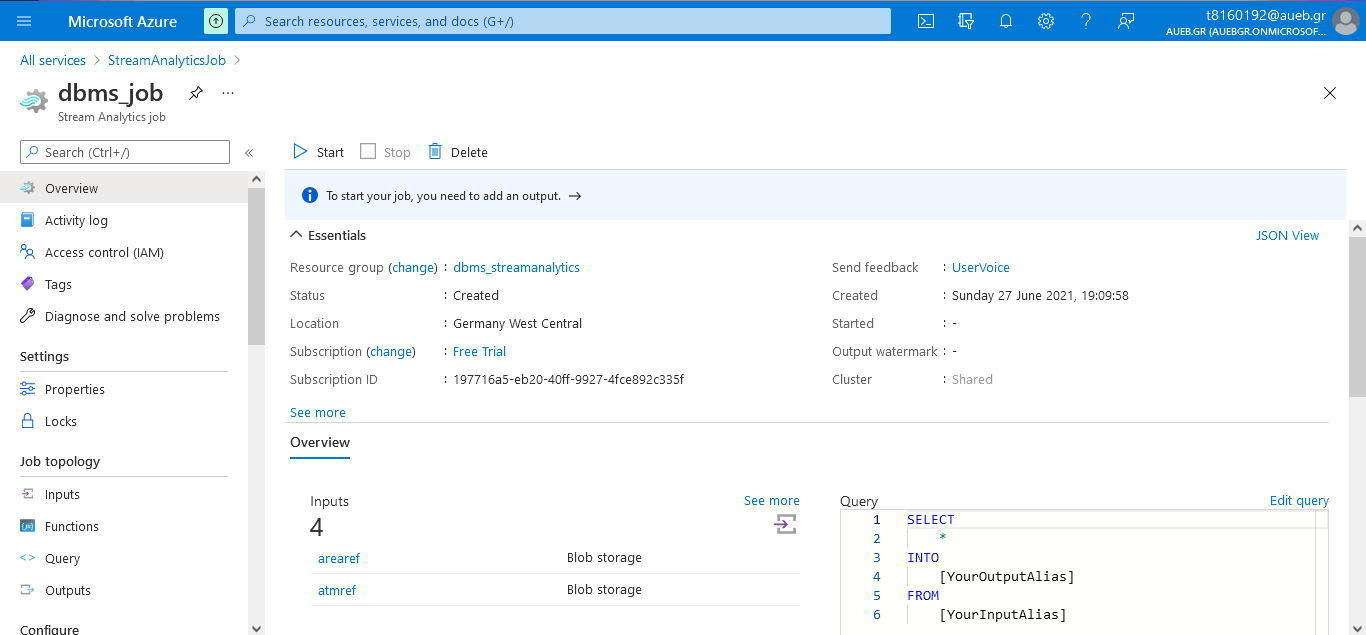 Microsoft Azure
Search resources, services, and docs (G+/)
t8160192@aueb.gr
AUEB.GR (AUEBGR.ONMICROSOF...
All services > StreamAnalyticsJob >
dbms_job
...
Stream Analytics job
Search (Ctrl+/)
«
Overview
Activity log
Access control (IAM)
Tags
Diagnose and solve problems
Settings
Properties
Locks
Job topology
Inputs
Functions
Query
Outputs
Configure
Start
Stop
Delete
To start your job, you need to add an output. →
Essentials
JSON View
Resource group (change) : dbms_streamanalytics
Status : Created
Location : Germany West Central
Subscription (change) : Free Trial
Subscription ID : 197716a5-eb20-40ff-9927-4fce892c335f
See more
Send feedback : UserVoice
Created : Sunday 27 June 2021, 19:09:58
Started : -
Output watermark : -
Cluster : Shared
Overview
Inputs
See more
4
arearef Blob storage
atmref Blob storage
Query
Edit query
1 SELECT
2 *
3 INTO
4 [YourOutputAlias]
5 FROM
6 [YourInputAlias]